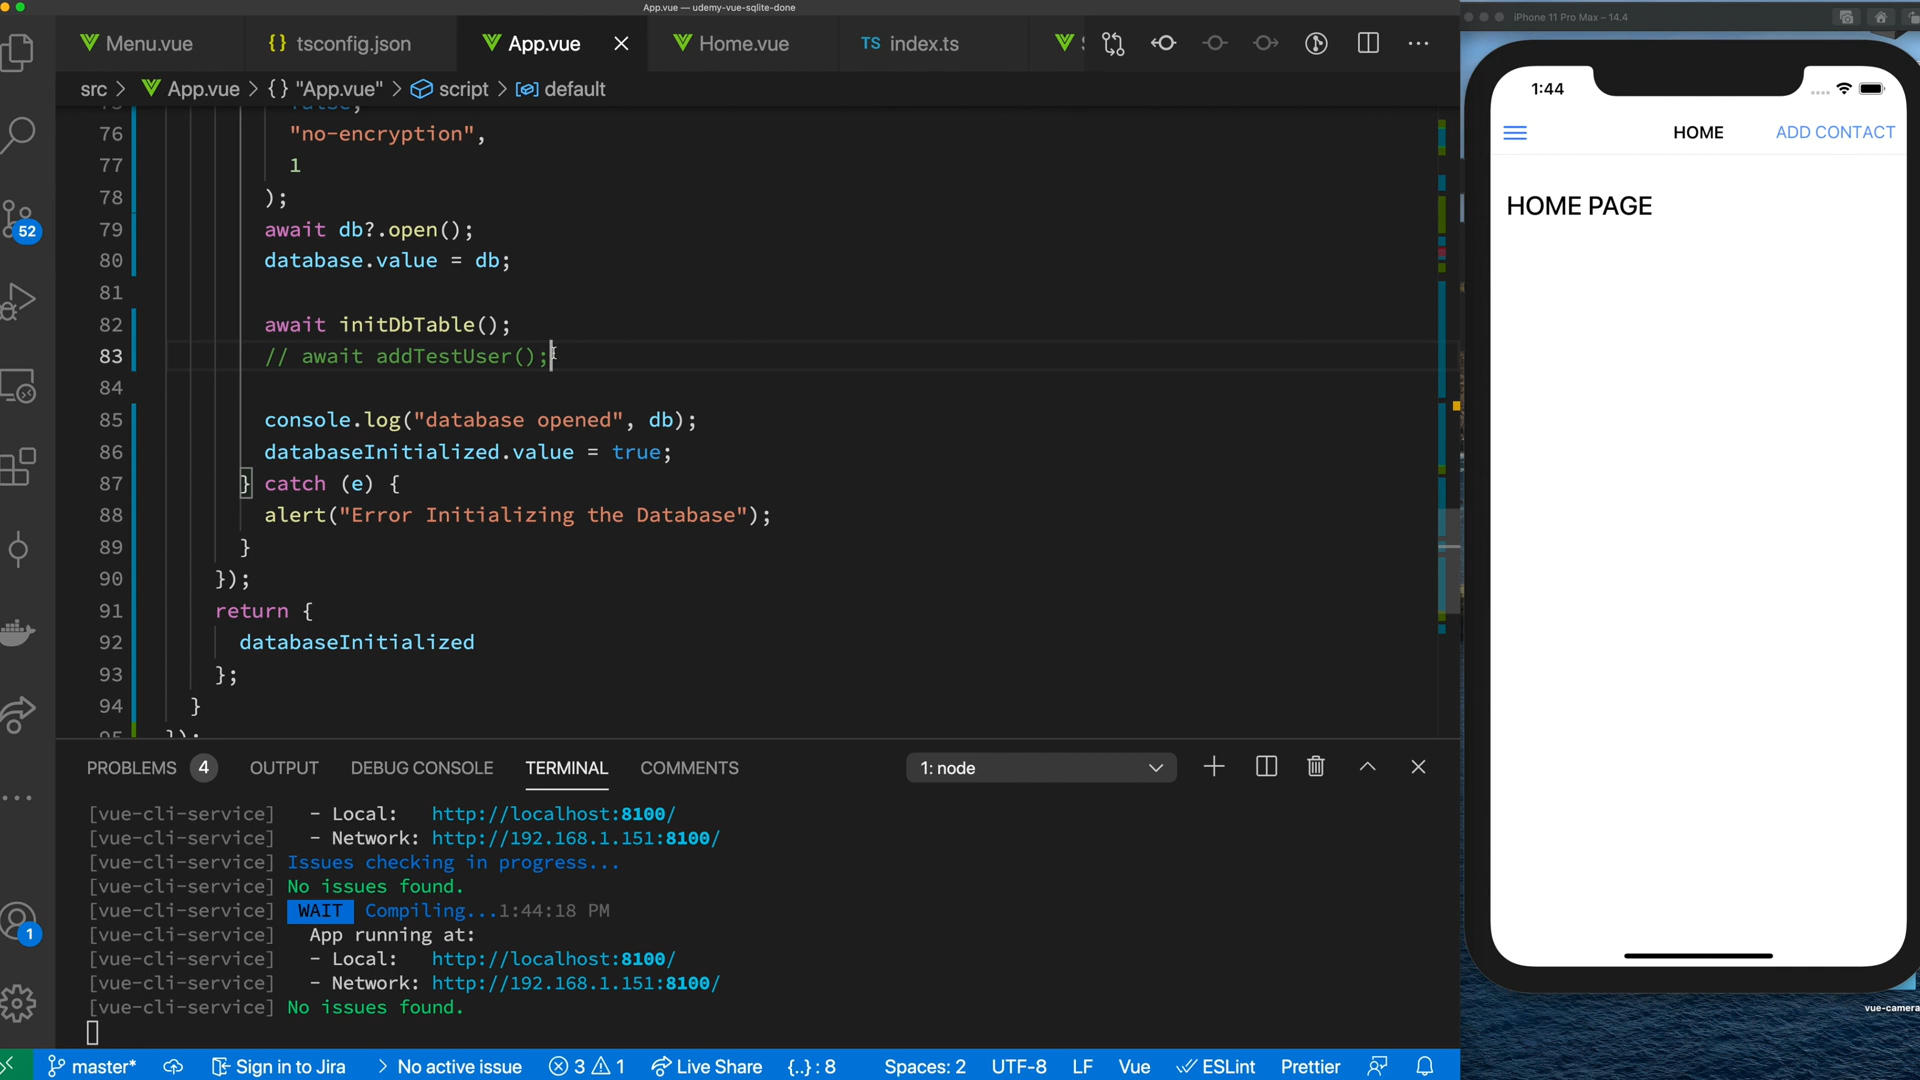 App.vue — udemy-vue-sqlite-done
Menu.vue
tsconfig.json
App.vue
Home.vue
TS index.ts
src > App.vue > {} "App.vue" > script > default
false,
76 "no-encryption",
77 1
78 );
79 await db?.open();
80 database.value = db;
81
82 await initDbTable();
83 // await addTestUser();
84
85 console.log("database opened", db);
86 databaseInitialized.value = true;
87 } catch (e) {
88 alert("Error Initializing the Database");
89 }
90 });
91 return {
92 databaseInitialized
93 };
94 }
95 });
52
1
PROBLEMS 4 OUTPUT DEBUG CONSOLE TERMINAL COMMENTS
1: node
[vue-cli-service] - Local: http://localhost:8100/
[vue-cli-service] - Network: http://192.168.1.151:8100/
[vue-cli-service] Issues checking in progress...
[vue-cli-service] No issues found.
[vue-cli-service] WAIT Compiling...1:44:18 PM
[vue-cli-service] App running at:
[vue-cli-service] - Local: http://localhost:8100/
[vue-cli-service] - Network: http://192.168.1.151:8100/
[vue-cli-service] No issues found.
master* Sign in to Jira > No active issue 3 1 Live Share {..} : 8 Spaces: 2 UTF-8 LF Vue ESLint Prettier
iPhone 11 Pro Max – 14.4
1:44
HOME
ADD CONTACT
HOME PAGE
vue-camera